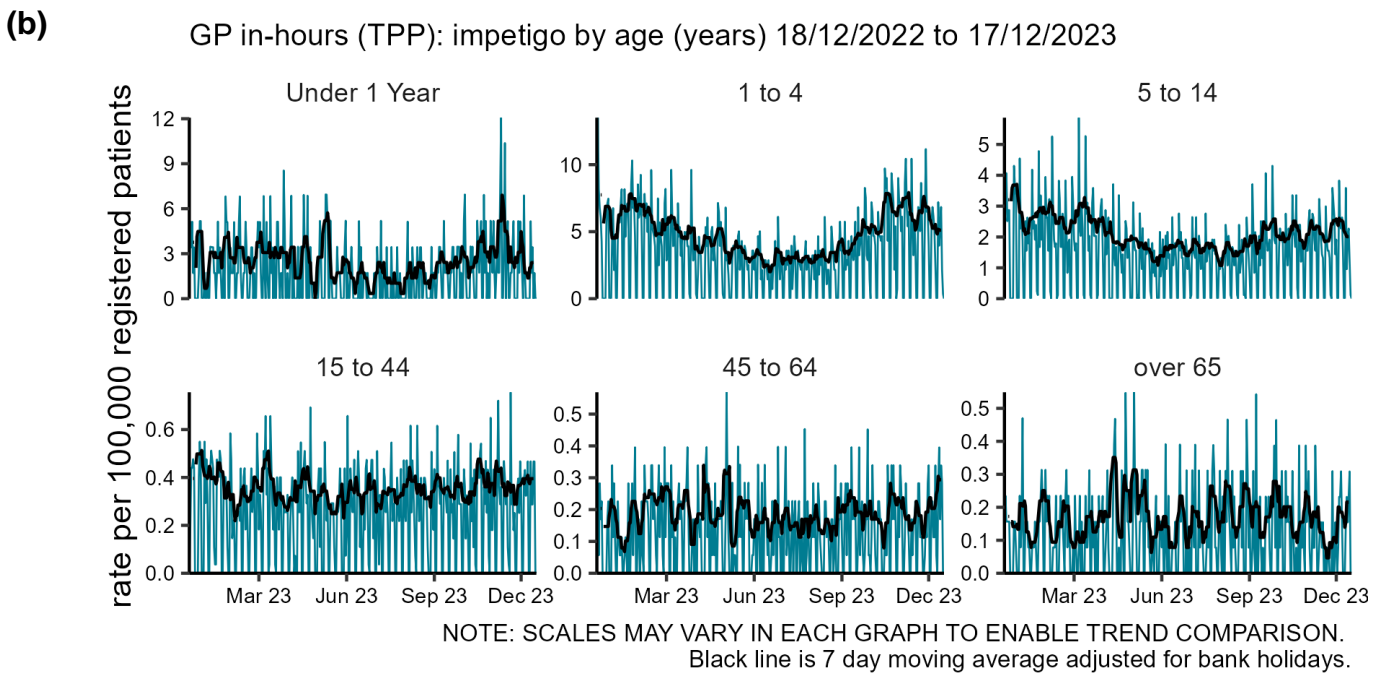 (b)
GP in-hours (TPP): impetigo by age (years) 18/12/2022 to 17/12/2023
rate per 100,000 registered patients
Under 1 Year
12
9
6
3
0
1 to 4
10
5
0
5 to 14
5
4
3
2
1
0
15 to 44
0.6
0.4
0.2
0.0
Mar 23 Jun 23 Sep 23 Dec 23
45 to 64
0.5
0.4
0.3
0.2
0.1
0.0
Mar 23 Jun 23 Sep 23 Dec 23
over 65
0.5
0.4
0.3
0.2
0.1
0.0
Mar 23 Jun 23 Sep 23 Dec 23
NOTE: SCALES MAY VARY IN EACH GRAPH TO ENABLE TREND COMPARISON.
Black line is 7 day moving average adjusted for bank holidays.